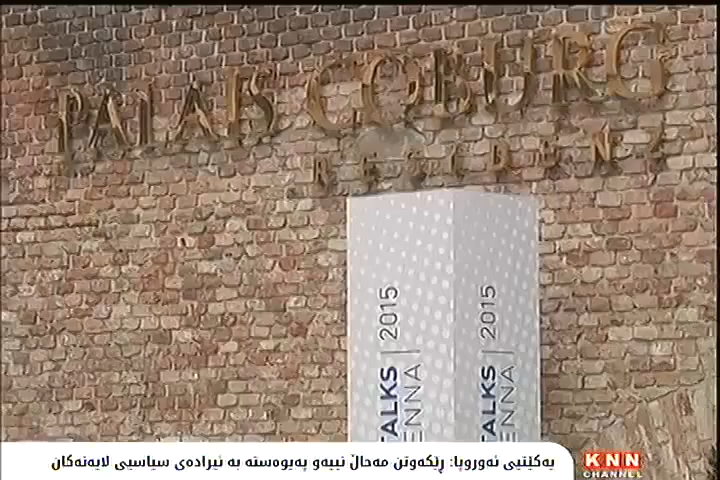 PALAIS COBURG
RESIDENZ
TALKS | 2015
ENNA
TALKS | 2015
ENNA
یەکێتیی ئەوروپا: ڕێکەوتن مەحاڵ نییەو پەیوەستە بە ئیرادەی سیاسیی لایەنەکان
KNN
CHANNEL